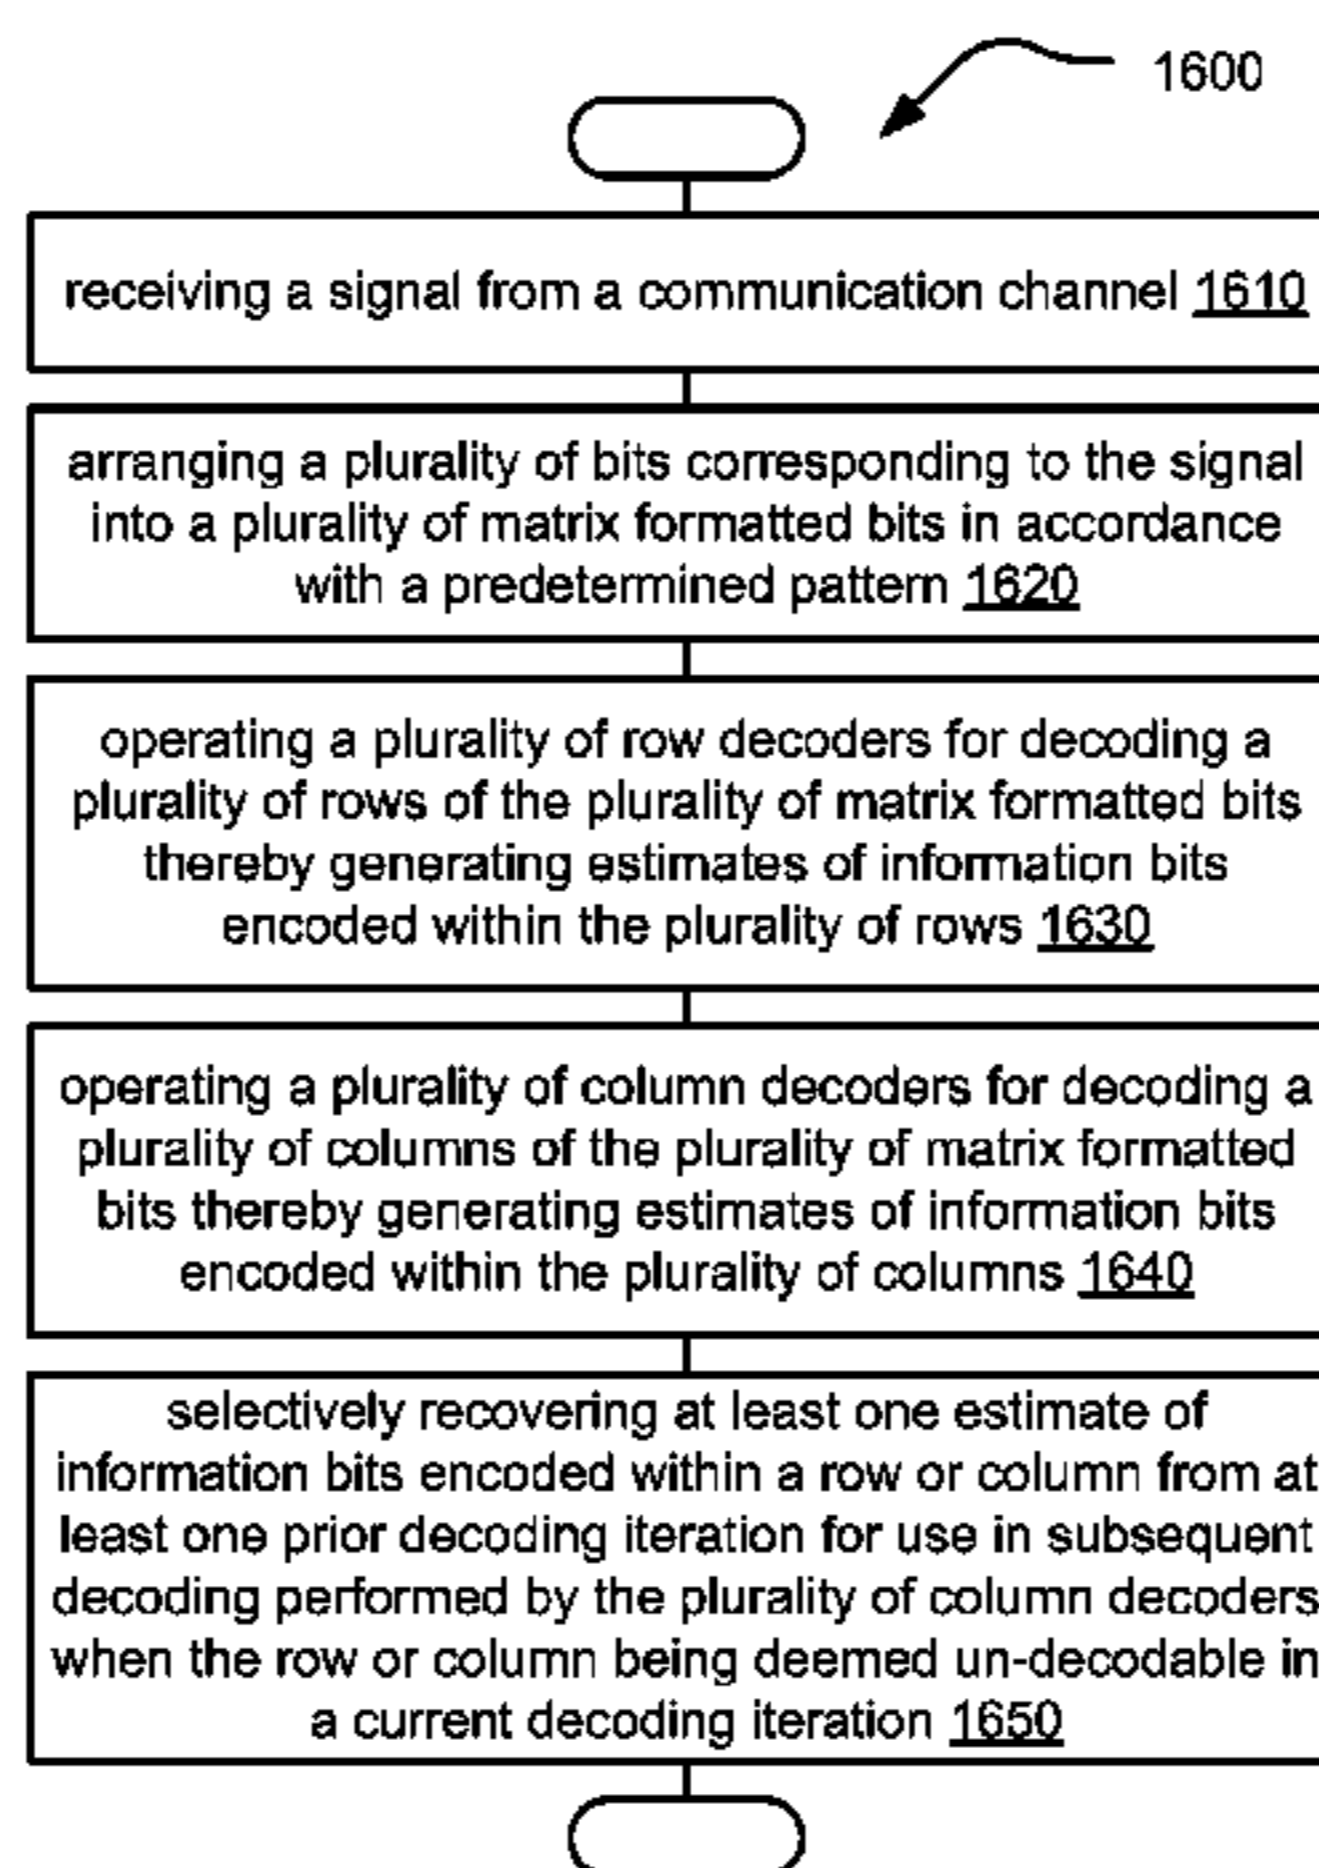 1600
receiving a signal from a communication channel 1610
arranging a plurality of bits corresponding to the signal
into a plurality of matrix formatted bits in accordance
with a predetermined pattern 1620
operating a plurality of row decoders for decoding a
plurality of rows of the plurality of matrix formatted bits
thereby generating estimates of information bits
encoded within the plurality of rows 1630
operating a plurality of column decoders for decoding a
plurality of columns of the plurality of matrix formatted
bits thereby generating estimates of information bits
encoded within the plurality of columns 1640
selectively recovering at least one estimate of
information bits encoded within a row or column from at
least one prior decoding iteration for use in subsequent
decoding performed by the plurality of column decoders
when the row or column being deemed un-decodable in
a current decoding iteration 1650